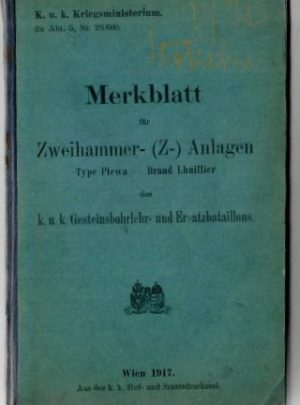 K. u. k. Kriegsministerium.
Zu Abt. 5, Nr. 25.600.
Merkblatt
für
Zweihammer- (Z-) Anlagen
Type Plewa Brand Lhuillier
des
k. u. k. Gesteinsbohrlehr- und Ersatzbataillons.
Wien 1917.
Aus der k. k. Hof- und Staatsdruckerei.